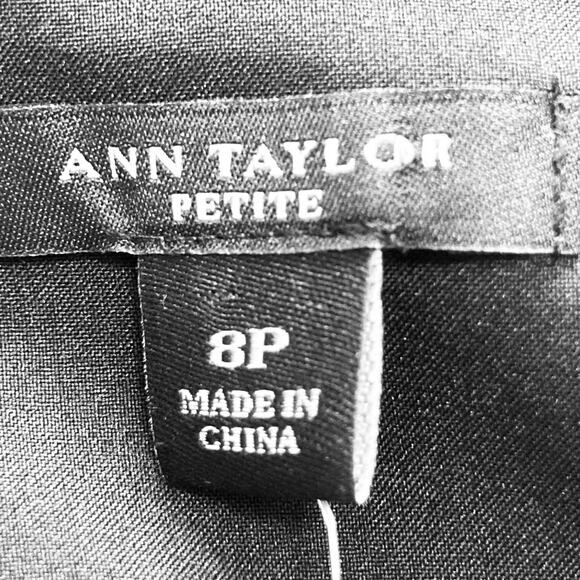 ANN TAYLOR
PETITE
8P
MADE IN
CHINA